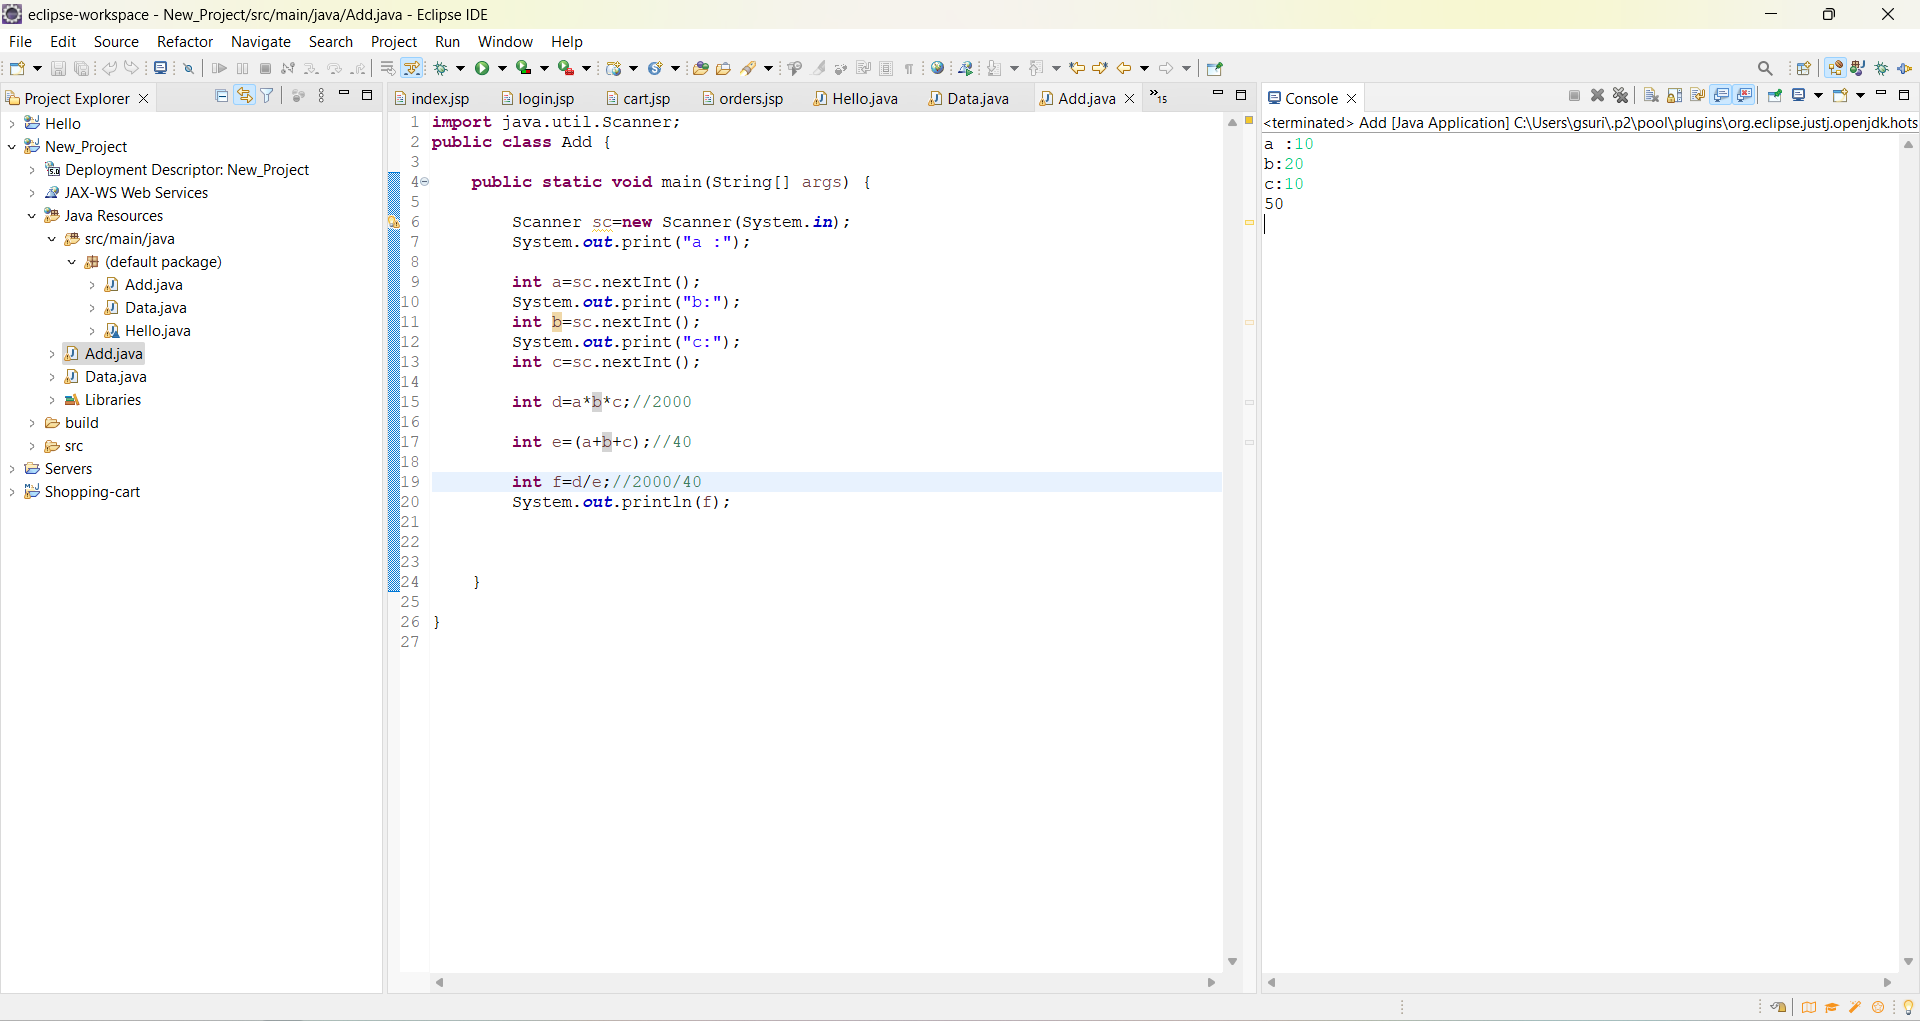 eclipse-workspace - New_Project/src/main/java/Add.java - Eclipse IDE
File Edit Source Refactor Navigate Search Project Run Window Help
Project Explorer
Hello
New_Project
Deployment Descriptor: New_Project
JAX-WS Web Services
Java Resources
src/main/java
(default package)
Add.java
Data.java
Hello.java
Add.java
Data.java
Libraries
build
src
Servers
Shopping-cart
index.jsp login.jsp cart.jsp orders.jsp Hello.java Data.java Add.java »15
1 import java.util.Scanner;
2 public class Add {
3
4 public static void main(String[] args) {
5
6 Scanner sc=new Scanner(System.in);
7 System.out.print("a :");
8
9 int a=sc.nextInt();
10 System.out.print("b:");
11 int b=sc.nextInt();
12 System.out.print("c:");
13 int c=sc.nextInt();
14
15 int d=a*b*c;//2000
16
17 int e=(a+b+c);//40
18
19 int f=d/e;//2000/40
20 System.out.println(f);
21
22
23
24 }
25
26 }
27
Console
<terminated> Add [Java Application] C:\Users\gsuri\.p2\pool\plugins\org.eclipse.justj.openjdk.hots
a :10
b:20
c:10
50